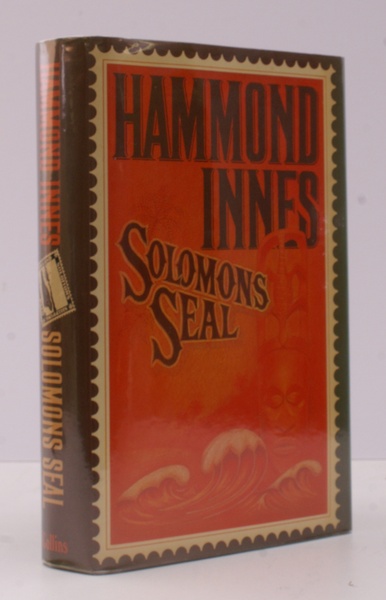 HAMMOND
INNES
SOLOMONS
SEAL
HAMMOND INNES
SOLOMONS SEAL
Collins